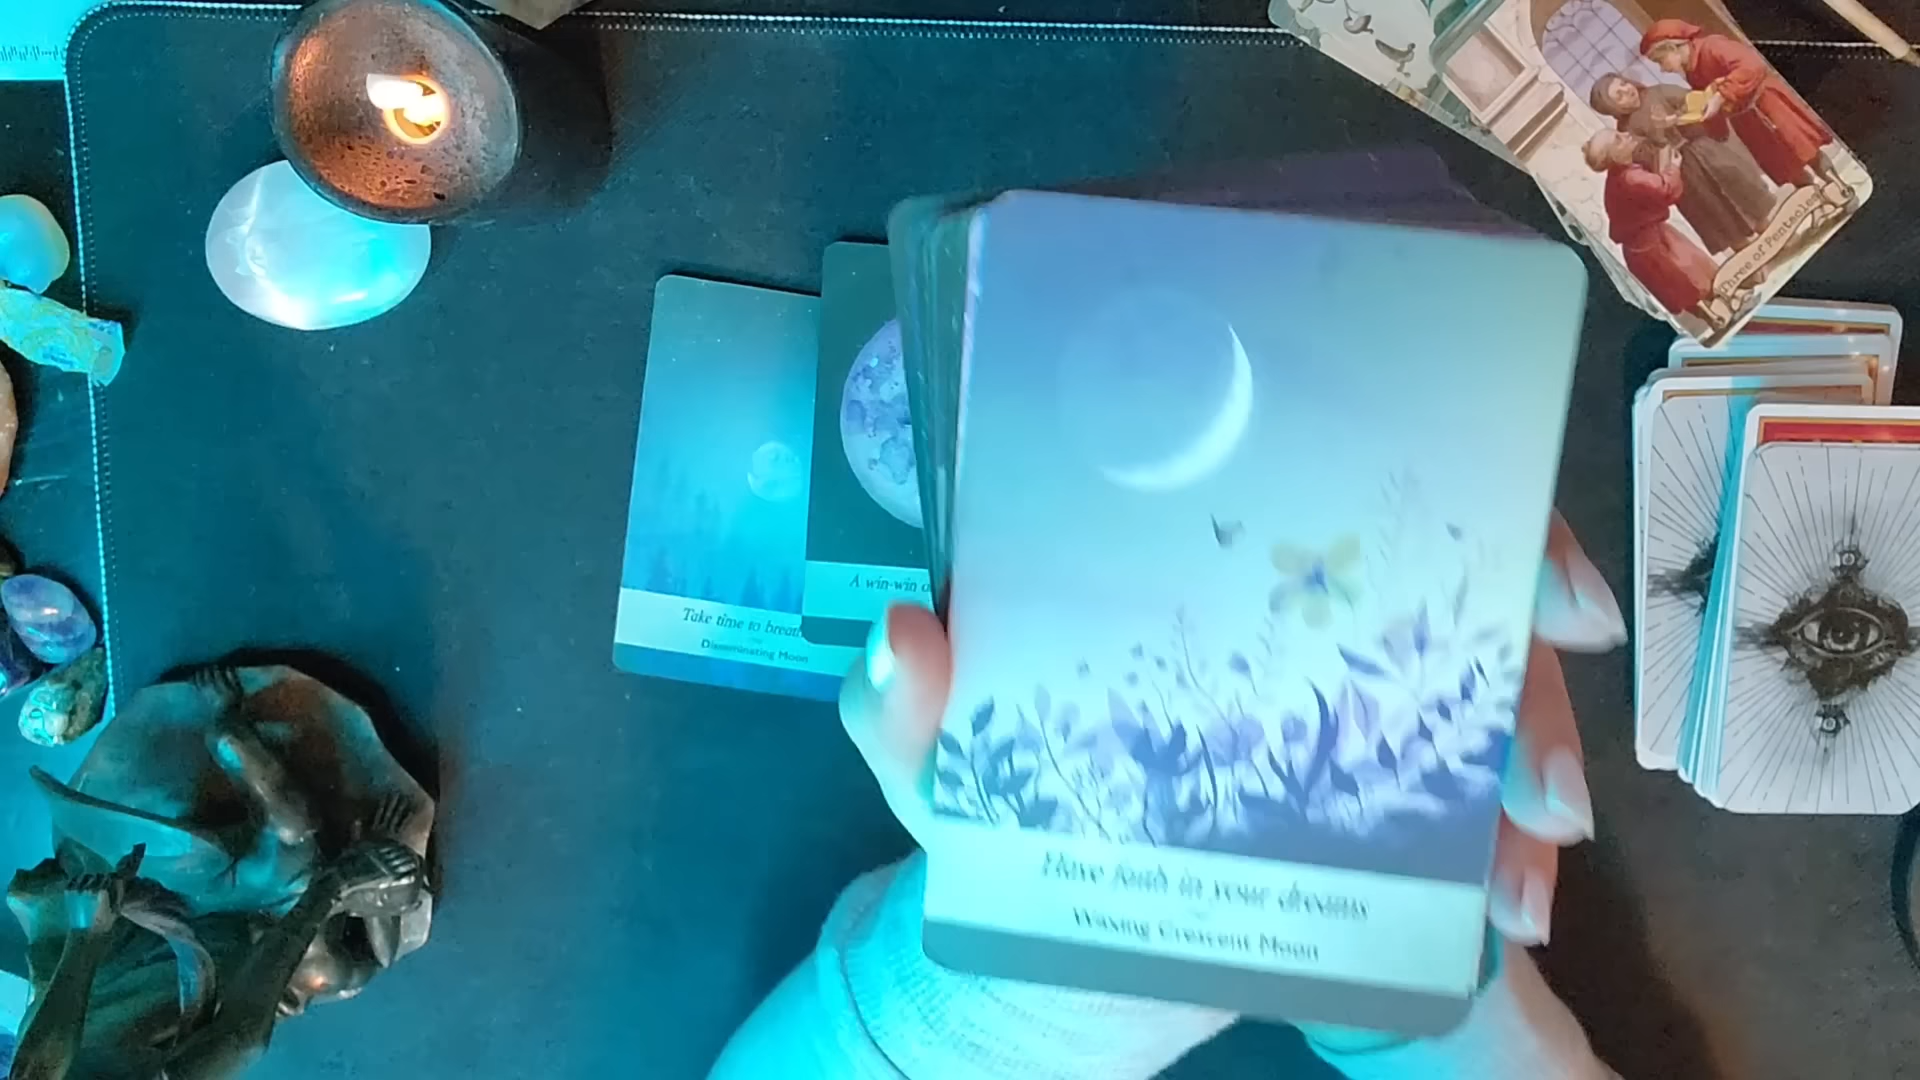 Three of Pentacles
A win-win
Take time to breath
Disseminating Moon
Have faith in your dreams
Waxing Crescent Moon